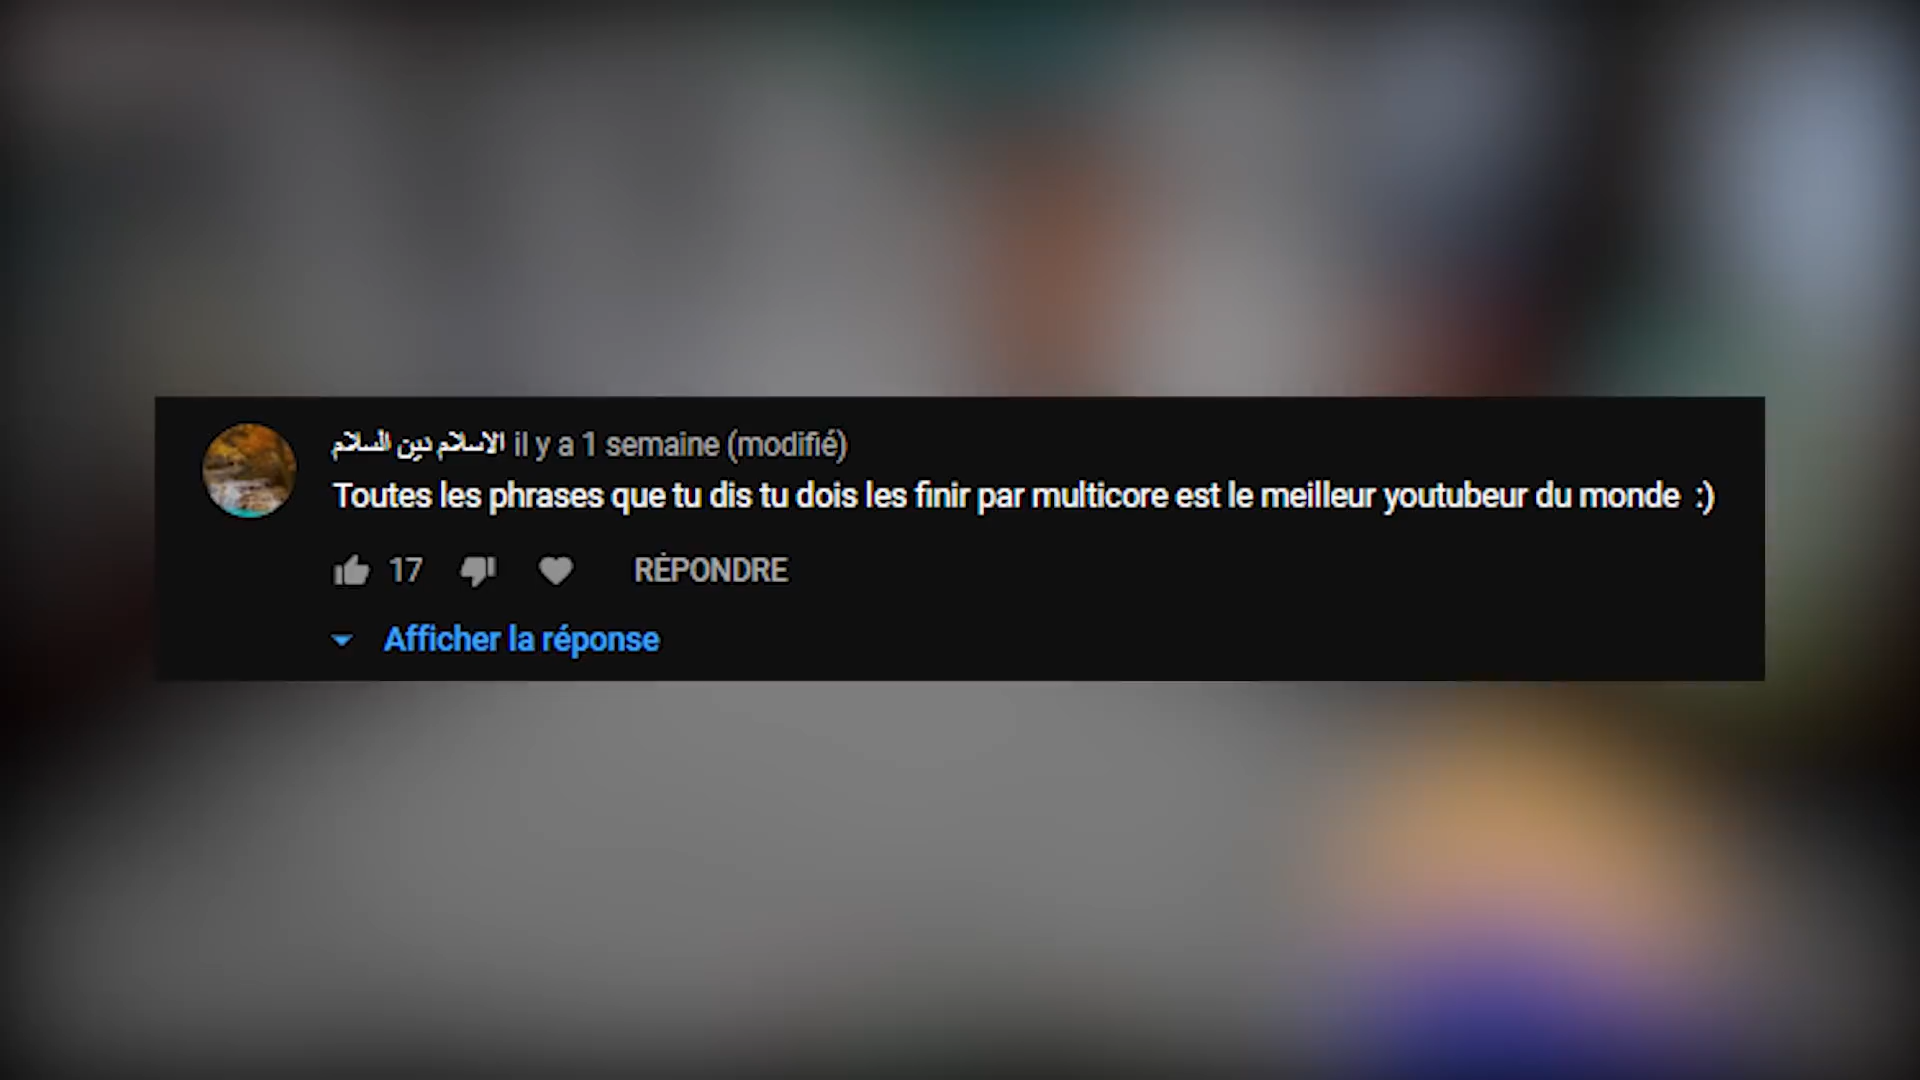 الاسلام دين السلام il y a 1 semaine (modifié)
Toutes les phrases que tu dis tu dois les finir par multicore est le meilleur youtubeur du monde :)
17 RÉPONDRE
Afficher la réponse